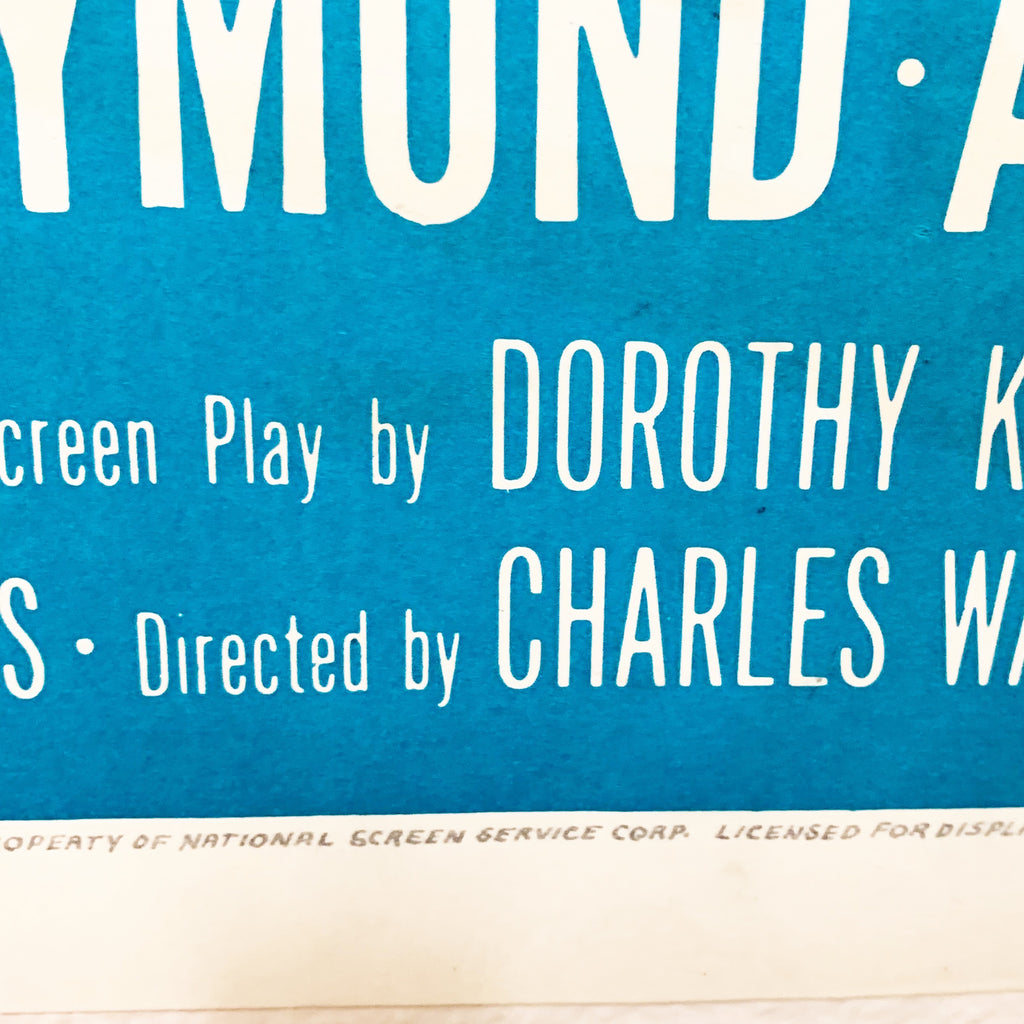 YMOND · A
creen Play by DOROTHY K
S · Directed by CHARLES WA
OPERTY OF NATIONAL SCREEN SERVICE CORP. LICENSED FOR DISPL